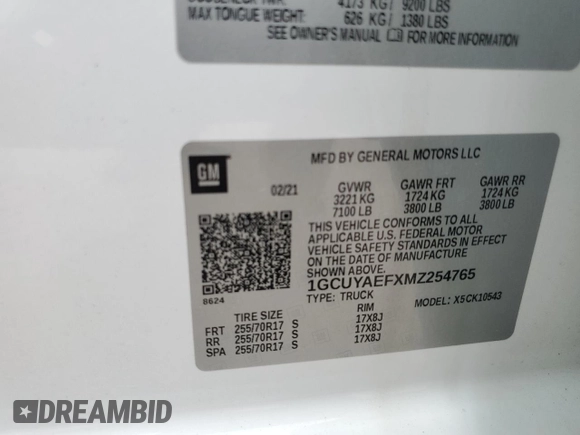 4173 KG/ 9200 LBS
MAX TONGUE WEIGHT: 626 KG/ 1380 LBS
SEE OWNER'S MANUAL FOR MORE INFORMATION
GM
MFD BY GENERAL MOTORS LLC
02/21 GVWR GAWR FRT GAWR RR
3221 KG 1724 KG 1724 KG
7100 LB 3800 LB 3800 LB
THIS VEHICLE CONFORMS TO ALL
APPLICABLE U.S. FEDERAL MOTOR
VEHICLE SAFETY STANDARDS IN EFFECT
ON THE DATE OF MANUFACTURE
SHOWN ABOVE.
1GCUYAEFXMZ254765
8624
TYPE: TRUCK MODEL: X5CK10543
TIRE SIZE RIM
FRT 255/70R17 S 17X8J
RR 255/70R17 S 17X8J
SPA 255/70R17 S 17X8J
DREAMBID